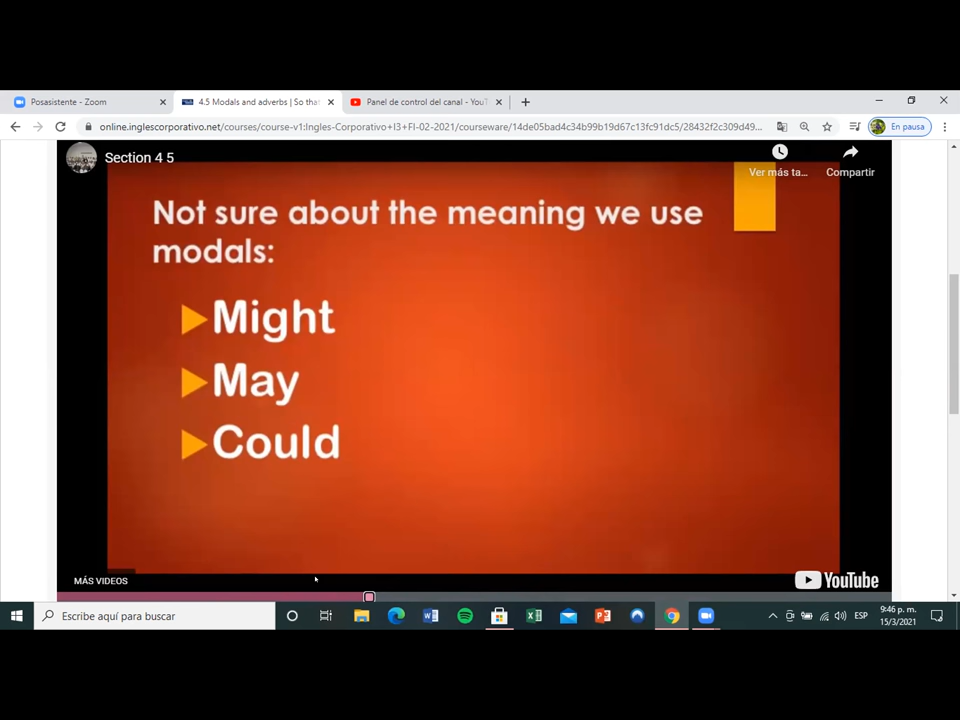 Posasistente - Zoom
4.5 Modals and adverbs | So tha
Panel de control del canal - YouT
online.inglescorporativo.net/courses/course-v1:Ingles-Corporativo+I3+FI-02-2021/courseware/14de05bad4c34b99b19d67c13fc91dc5/28432f2c309d49...
En pausa
Section 4 5
Ver más ta...
Compartir
Not sure about the meaning we use
modals:
Might
May
Could
MÁS VIDEOS
YouTube
Escribe aquí para buscar
ESP
9:46 p. m.
15/3/2021